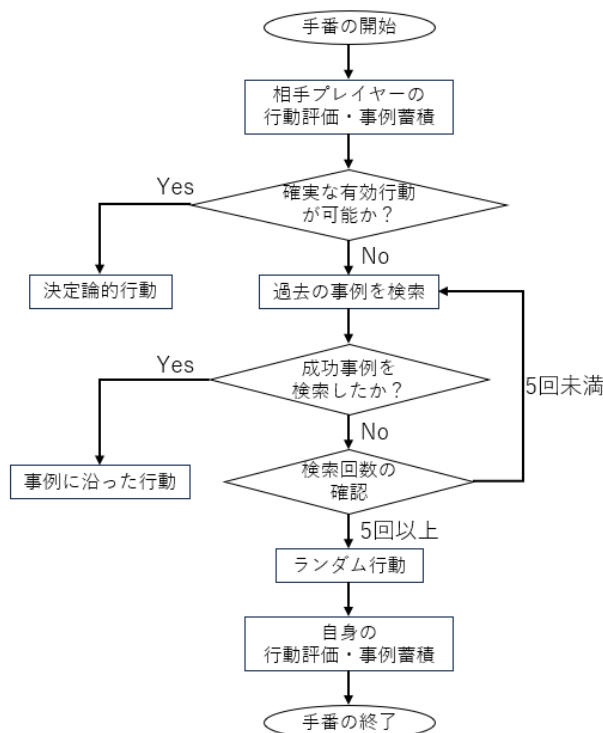 手番の開始
相手プレイヤーの
行動評価・事例蓄積
Yes
確実な有効行動
が可能か？
No
決定論的行動
過去の事例を検索
Yes
成功事例を
検索したか？
5回未満
No
事例に沿った行動
検索回数の
確認
5回以上
ランダム行動
自身の
行動評価・事例蓄積
手番の終了